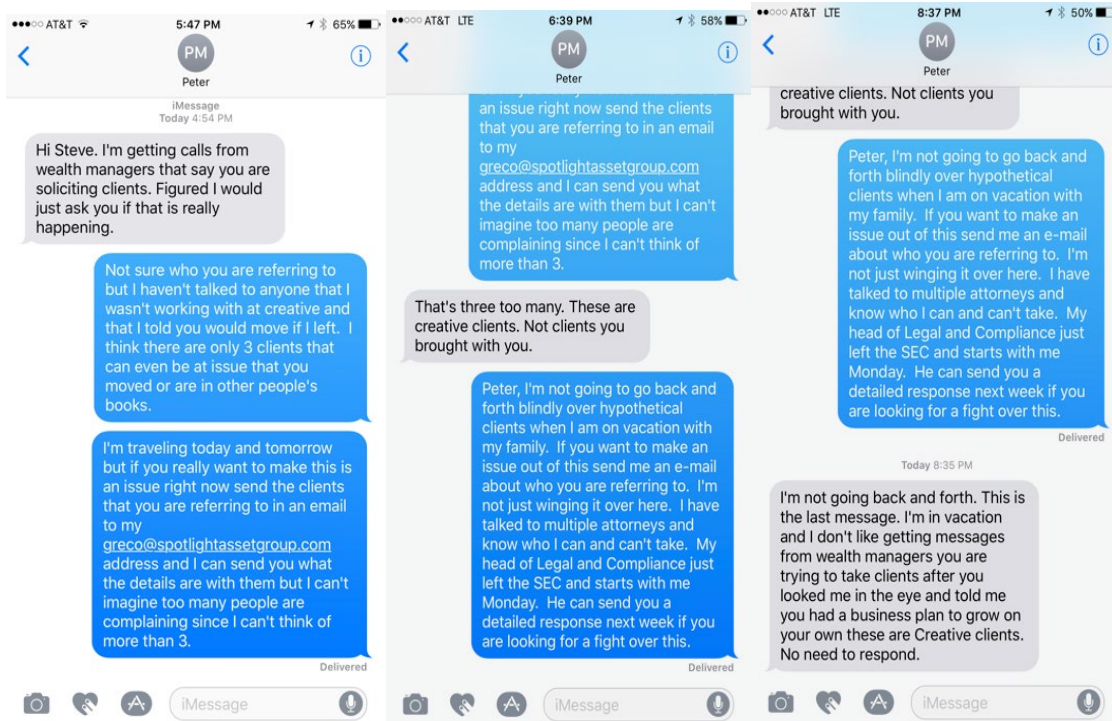 AT&T
5:47 PM
65%
PM
Peter
iMessage
Today 4:54 PM
Hi Steve. I'm getting calls from
wealth managers that say you are
soliciting clients. Figured I would
just ask you if that is really
happening.
Not sure who you are referring to
but I haven't talked to anyone that I
wasn't working with at creative and
that I told you would move if I left. I
think there are only 3 clients that
can even be at issue that you
moved or are in other people's
books.
I'm traveling today and tomorrow
but if you really want to make this is
an issue right now send the clients
that you are referring to in an email
to my
greco@spotlightassetgroup.com
address and I can send you what
the details are with them but I can't
imagine too many people are
complaining since I can't think of
more than 3.
Delivered
iMessage
AT&T LTE
6:39 PM
58%
PM
Peter
an issue right now send the clients
that you are referring to in an email
to my
greco@spotlightassetgroup.com
address and I can send you what
the details are with them but I can't
imagine too many people are
complaining since I can't think of
more than 3.
That's three too many. These are
creative clients. Not clients you
brought with you.
Peter, I'm not going to go back and
forth blindly over hypothetical
clients when I am on vacation with
my family. If you want to make an
issue out of this send me an e-mail
about who you are referring to. I'm
not just winging it over here. I have
talked to multiple attorneys and
know who I can and can't take. My
head of Legal and Compliance just
left the SEC and starts with me
Monday. He can send you a
detailed response next week if you
are looking for a fight over this.
Delivered
iMessage
AT&T LTE
8:37 PM
50%
PM
Peter
creative clients. Not clients you
brought with you.
Peter, I'm not going to go back and
forth blindly over hypothetical
clients when I am on vacation with
my family. If you want to make an
issue out of this send me an e-mail
about who you are referring to. I'm
not just winging it over here. I have
talked to multiple attorneys and
know who I can and can't take. My
head of Legal and Compliance just
left the SEC and starts with me
Monday. He can send you a
detailed response next week if you
are looking for a fight over this.
Delivered
Today 8:35 PM
I'm not going back and forth. This is
the last message. I'm in vacation
and I don't like getting messages
from wealth managers you are
trying to take clients after you
looked me in the eye and told me
you had a business plan to grow on
your own these are Creative clients.
No need to respond.
iMessage